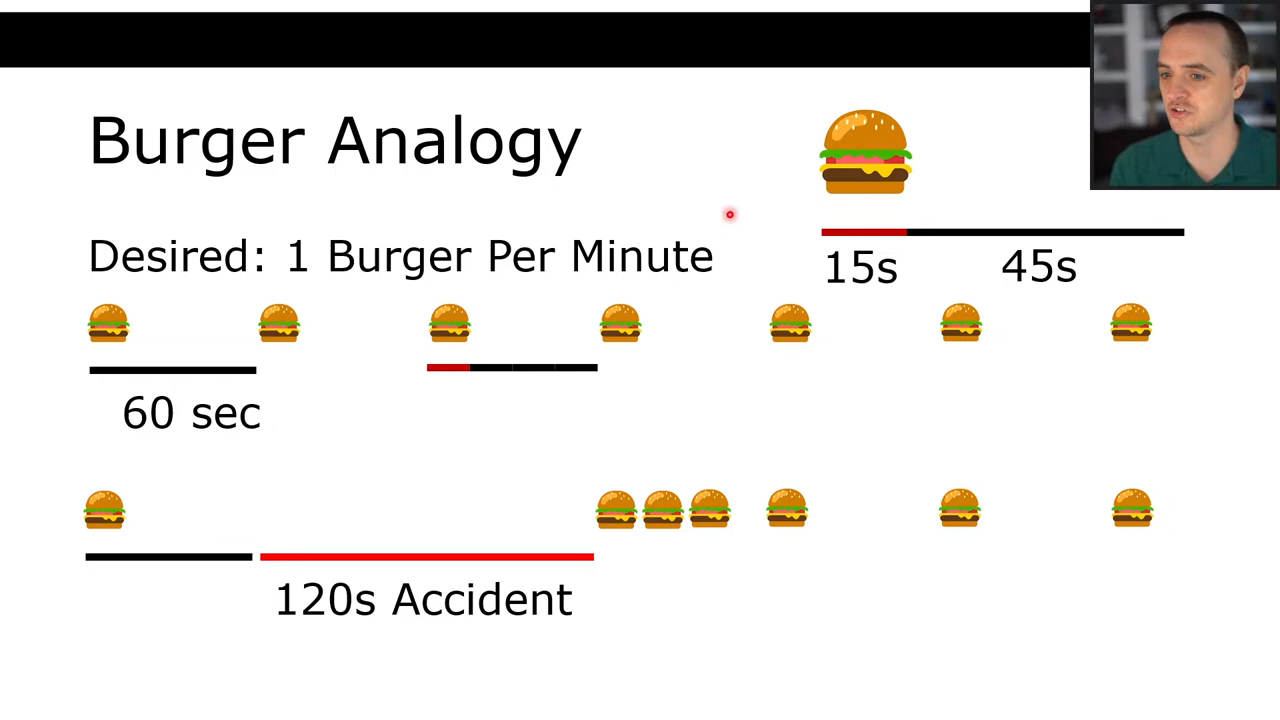 Burger Analogy
Desired: 1 Burger Per Minute
15s
45s
60 sec
120s Accident